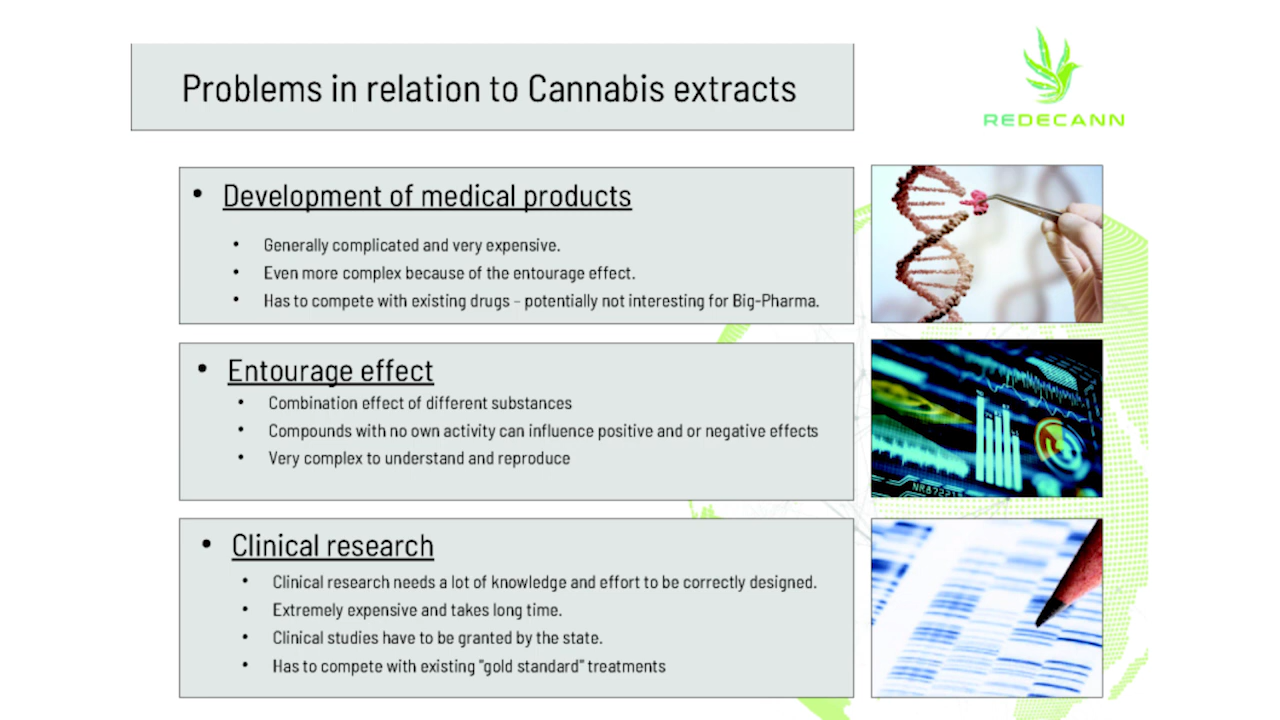 Problems in relation to Cannabis extracts
REDECANN
• Development of medical products
• Generally complicated and very expensive.
• Even more complex because of the entourage effect.
• Has to compete with existing drugs – potentially not interesting for Big-Pharma.
• Entourage effect
• Combination effect of different substances
• Compounds with no own activity can influence positive and or negative effects
• Very complex to understand and reproduce
• Clinical research
• Clinical research needs a lot of knowledge and effort to be correctly designed.
• Extremely expensive and takes long time.
• Clinical studies have to be granted by the state.
• Has to compete with existing "gold standard" treatments